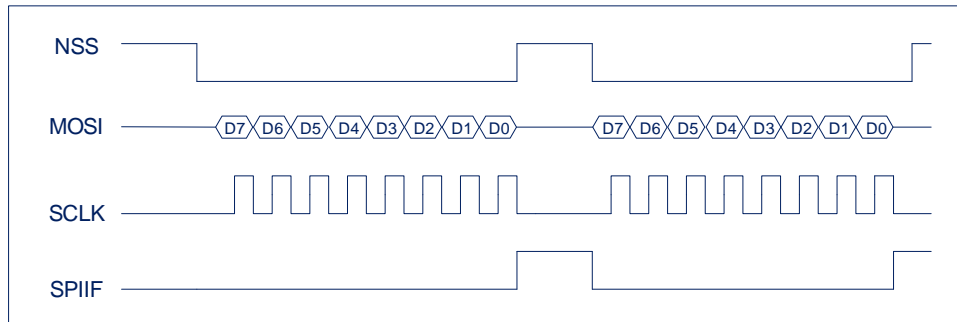 NSS
MOSI D7 D6 D5 D4 D3 D2 D1 D0 D7 D6 D5 D4 D3 D2 D1 D0
SCLK
SPIIF